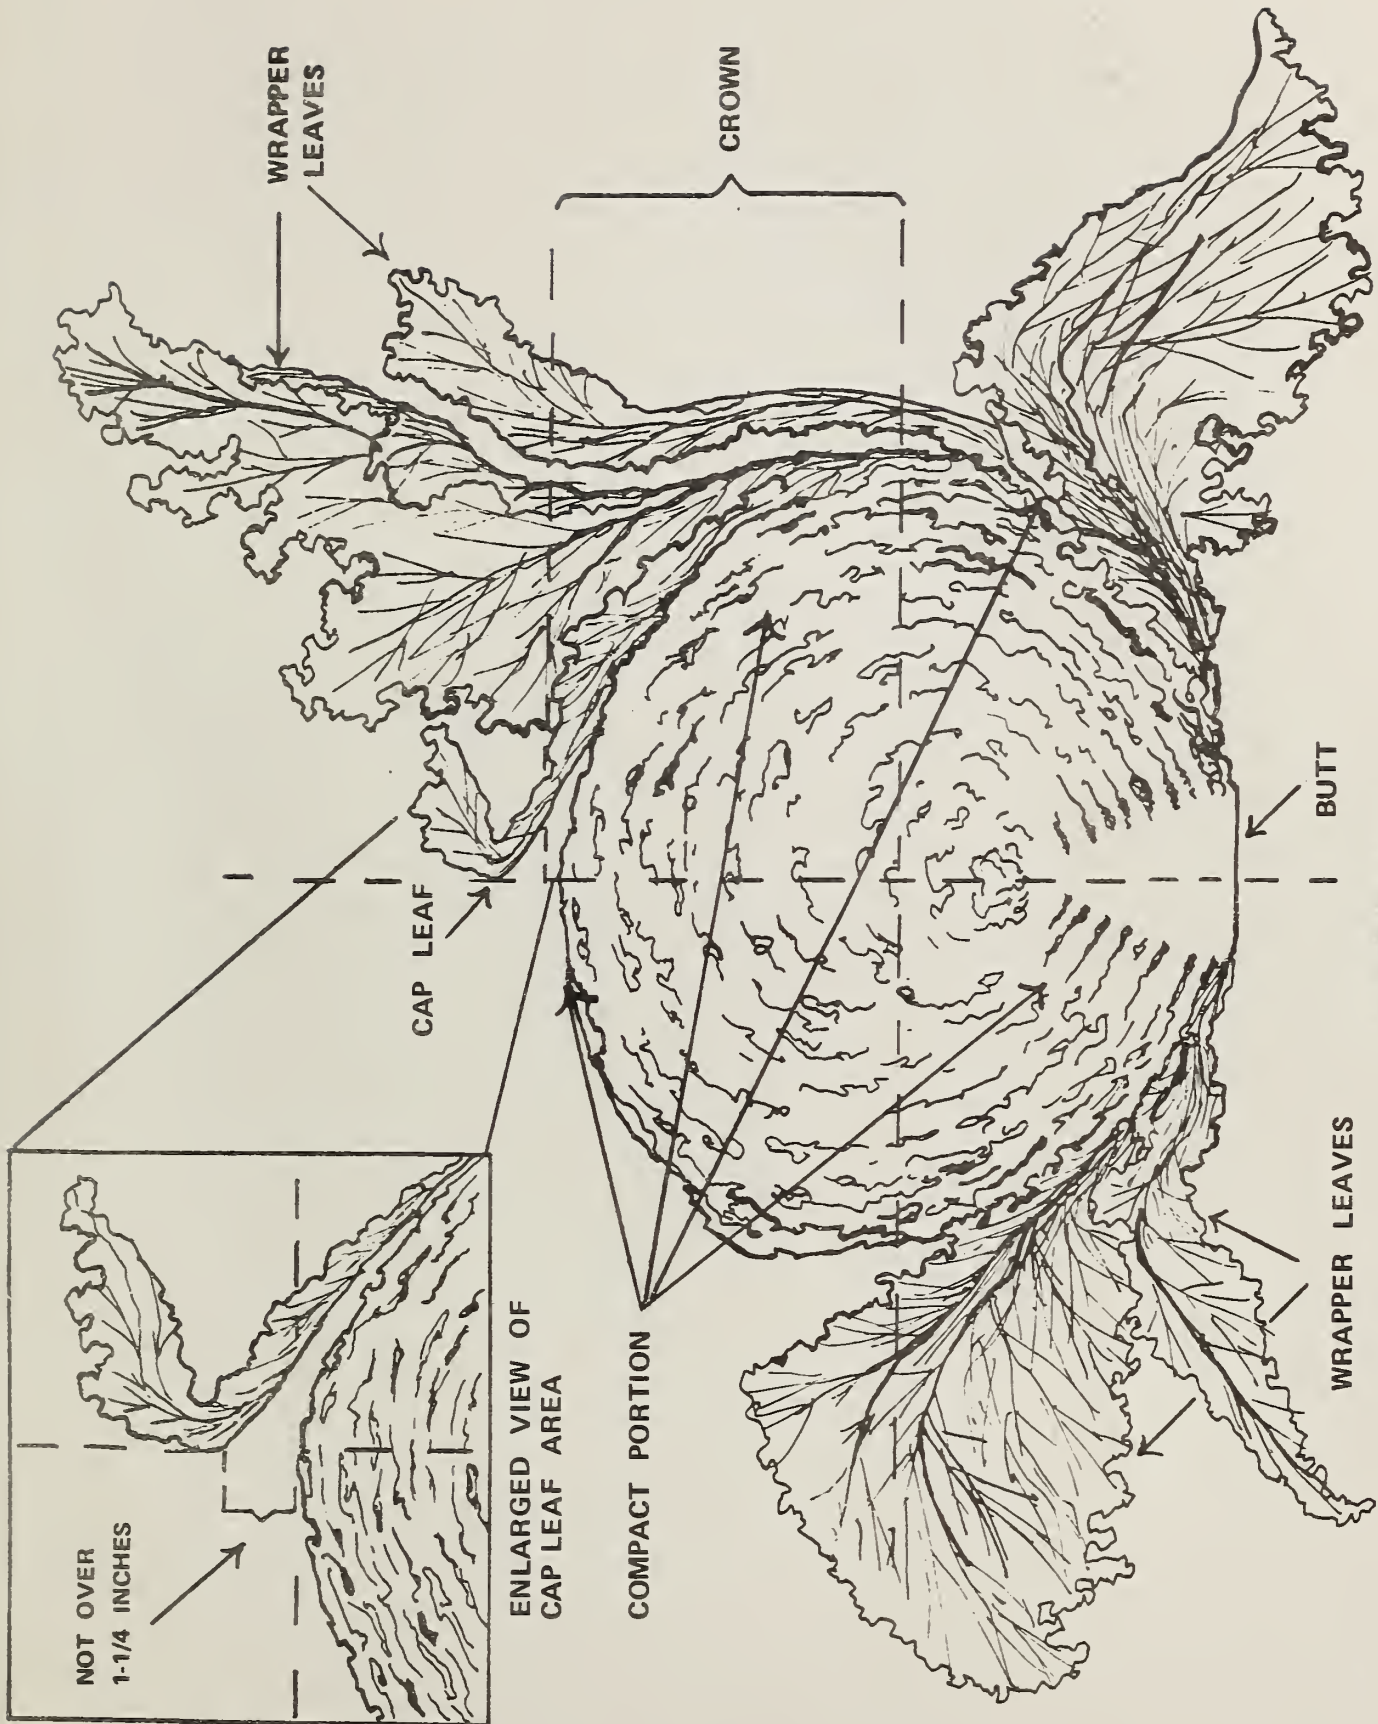 NOT OVER
1-1/4 INCHES
ENLARGED VIEW OF
CAP LEAF AREA
CAP LEAF
WRAPPER
LEAVES
COMPACT PORTION
CROWN
WRAPPER LEAVES
BUTT